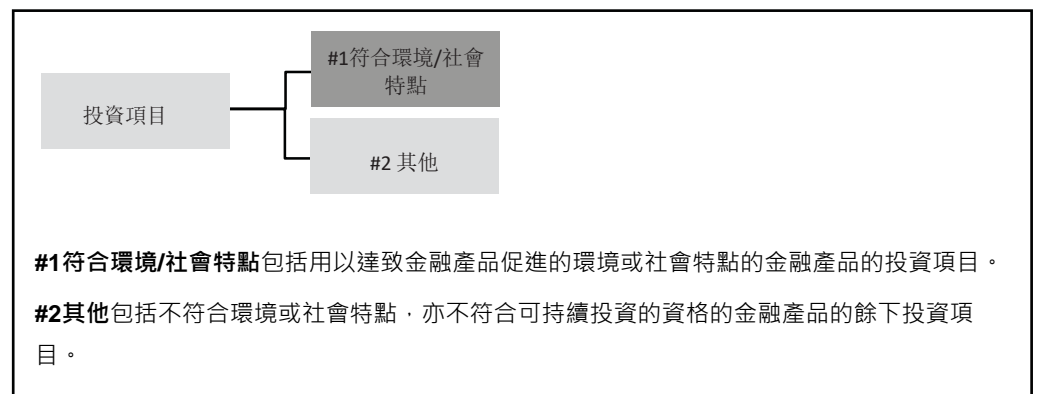 #1符合環境/社會
特點
投資項目
#2 其他
#1符合環境/社會特點包括用以達致金融產品促進的環境或社會特點的金融產品的投資項目。
#2其他包括不符合環境或社會特點，亦不符合可持續投資的資格的金融產品的餘下投資項
目。